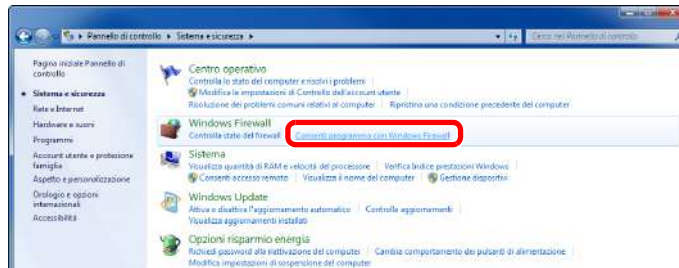 Pannello di controllo ▸ Sistema e sicurezza ▸
Cerca nel Pannello di controllo
Pagina iniziale Pannello di
controllo
Sistema e sicurezza
Rete e Internet
Hardware e suoni
Programmi
Account utente e protezione
famiglia
Aspetto e personalizzazione
Orologio e opzioni
internazionali
Accessibilità
Centro operativo
Controlla lo stato del computer e risolvi i problemi
Modifica le impostazioni di Controllo dell'account utente
Risoluzione dei problemi comuni relativi al computer | Ripristina una condizione precedente del computer
Windows Firewall
Controlla stato del firewall | Consenti programma con Windows Firewall
Sistema
Visualizza quantità di RAM e velocità del processore | Verifica Indice prestazioni Windows
Consenti accesso remoto | Visualizza il nome del computer | Gestione dispositivi
Windows Update
Attiva o disattiva l'aggiornamento automatico | Controlla aggiornamenti
Visualizza aggiornamenti installati
Opzioni risparmio energia
Richiedi password alla riattivazione del computer | Cambia comportamento dei pulsanti di alimentazione
Modifica impostazioni di sospensione del computer